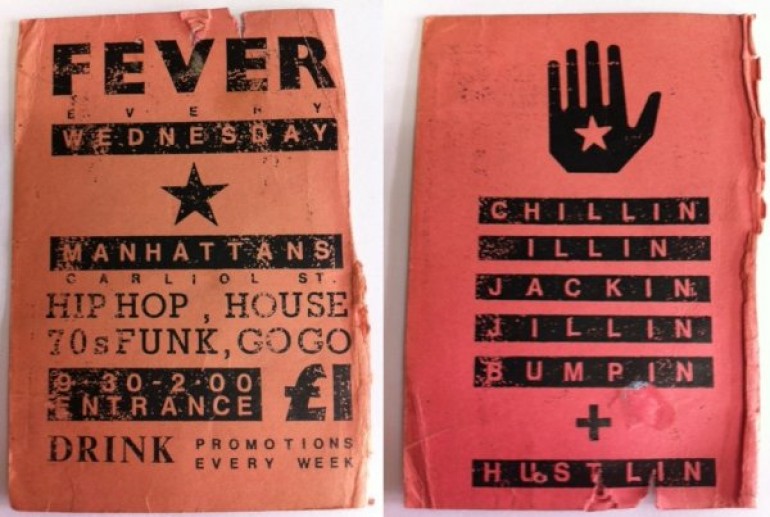 FEVER
EVERY
WEDNESDAY
MANHATTANS
CARLIOL ST.
HIP HOP, HOUSE
70s FUNK, GO GO
9-30-2-00
ENTRANCE £1
DRINK PROMOTIONS
EVERY WEEK
CHILLIN
ILLIN
JACKIN
JILLIN
BUMPIN
+
HUSTLIN